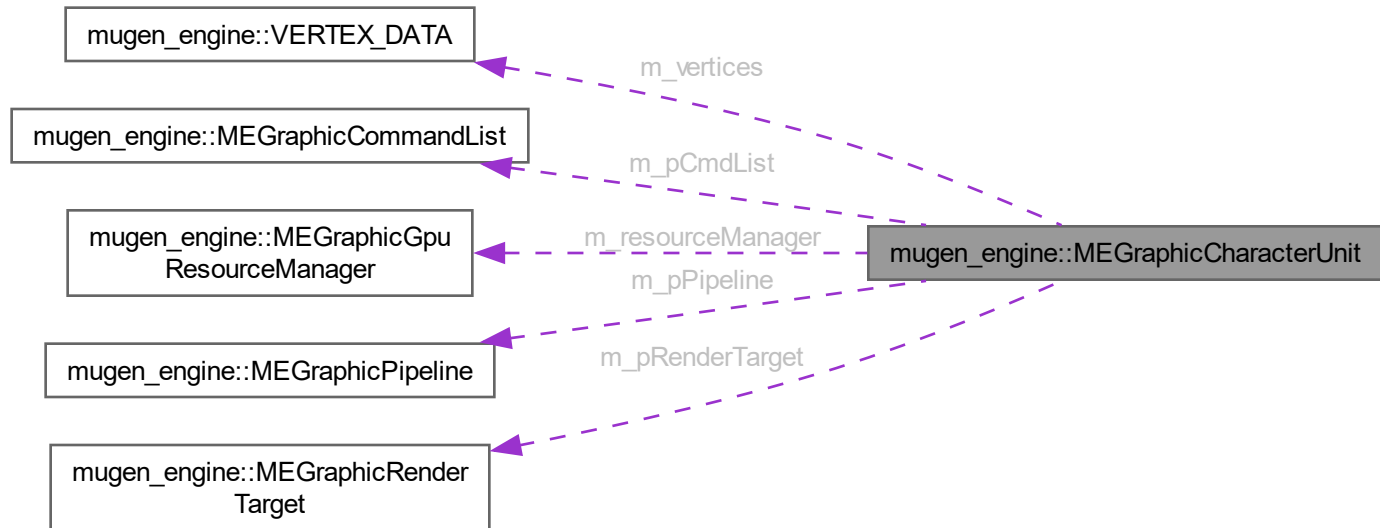 mugen_engine::VERTEX_DATA
m_vertices
mugen_engine::MEGraphicCommandList
m_pCmdList
mugen_engine::MEGraphicGpu
ResourceManager
m_resourceManager
mugen_engine::MEGraphicCharacterUnit
m_pPipeline
mugen_engine::MEGraphicPipeline
m_pRenderTarget
mugen_engine::MEGraphicRender
Target